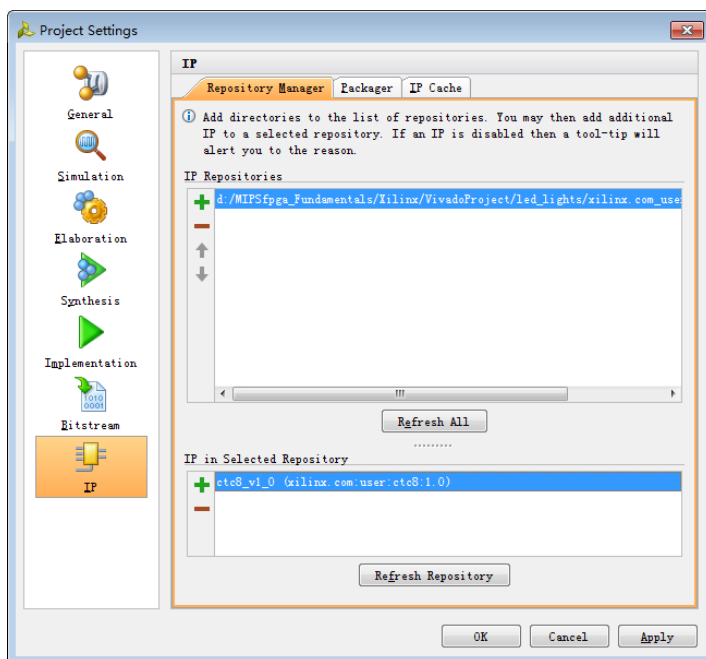 Project Settings
General
Simulation
Elaboration
Synthesis
Implementation
1010
0001
Bitstream
IP
IP
Repository Manager
Packager
IP Cache
Add directories to the list of repositories. You may then add additional
IP to a selected repository. If an IP is disabled then a tool-tip will
alert you to the reason.
IP Repositories
d:/MIPSfpga_Fundamentals/Xilinx/VivadoProject/led_lights/xilinx.com_use
Refresh All
IP in Selected Repository
ctc8_v1_0 (xilinx.com:user:ctc8:1.0)
Refresh Repository
OK
Cancel
Apply